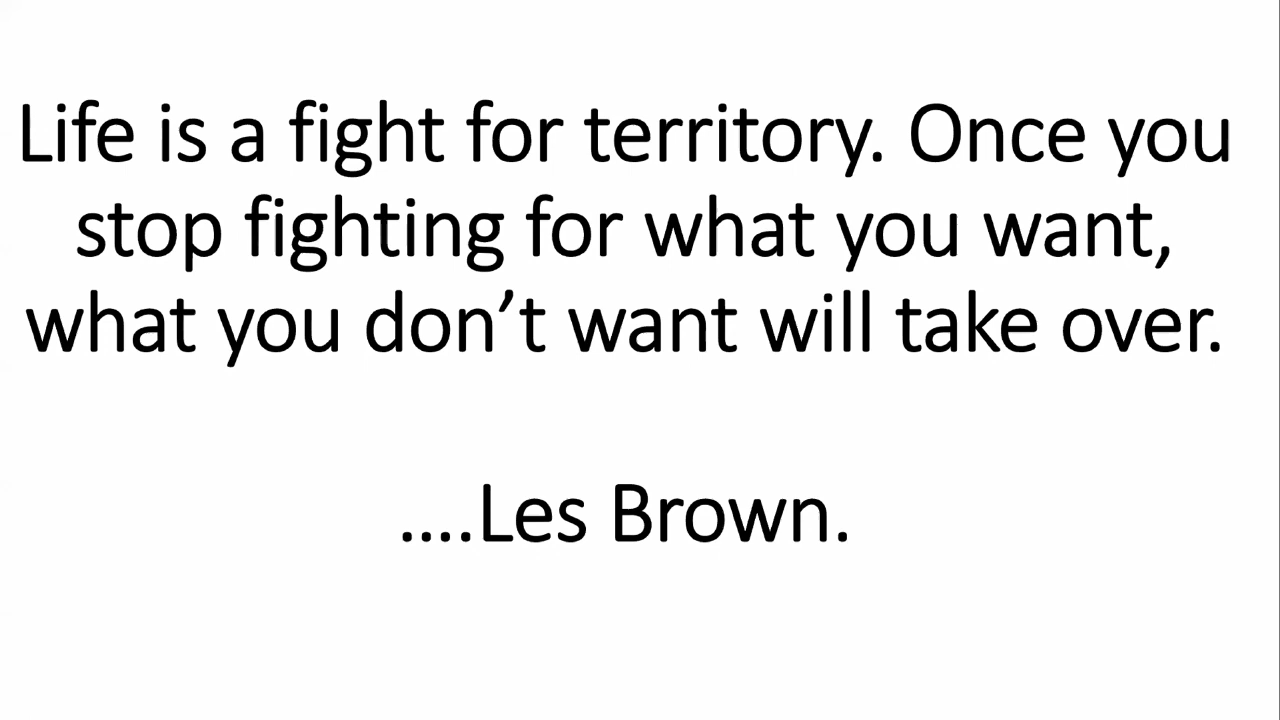 Life is a fight for territory. Once you
stop fighting for what you want,
what you don’t want will take over.
....Les Brown.